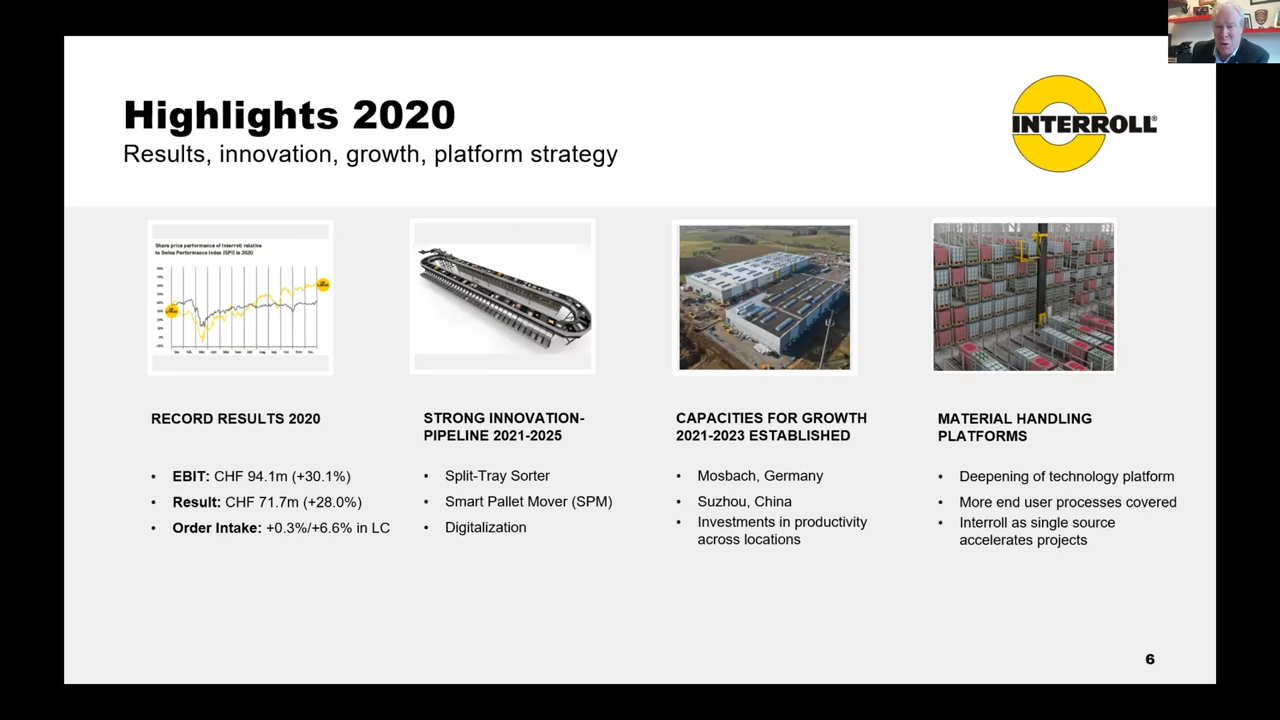 Highlights 2020
Results, innovation, growth, platform strategy
INTERROLL®
Share price performance of Interroll relative
to Swiss Performance Index (SPI) in 2020
RECORD RESULTS 2020
• EBIT: CHF 94.1m (+30.1%)
• Result: CHF 71.7m (+28.0%)
• Order Intake: +0.3%/+6.6% in LC
STRONG INNOVATION-
PIPELINE 2021-2025
• Split-Tray Sorter
• Smart Pallet Mover (SPM)
• Digitalization
CAPACITIES FOR GROWTH
2021-2023 ESTABLISHED
• Mosbach, Germany
• Suzhou, China
• Investments in productivity
across locations
MATERIAL HANDLING
PLATFORMS
• Deepening of technology platform
• More end user processes covered
• Interroll as single source
accelerates projects
6